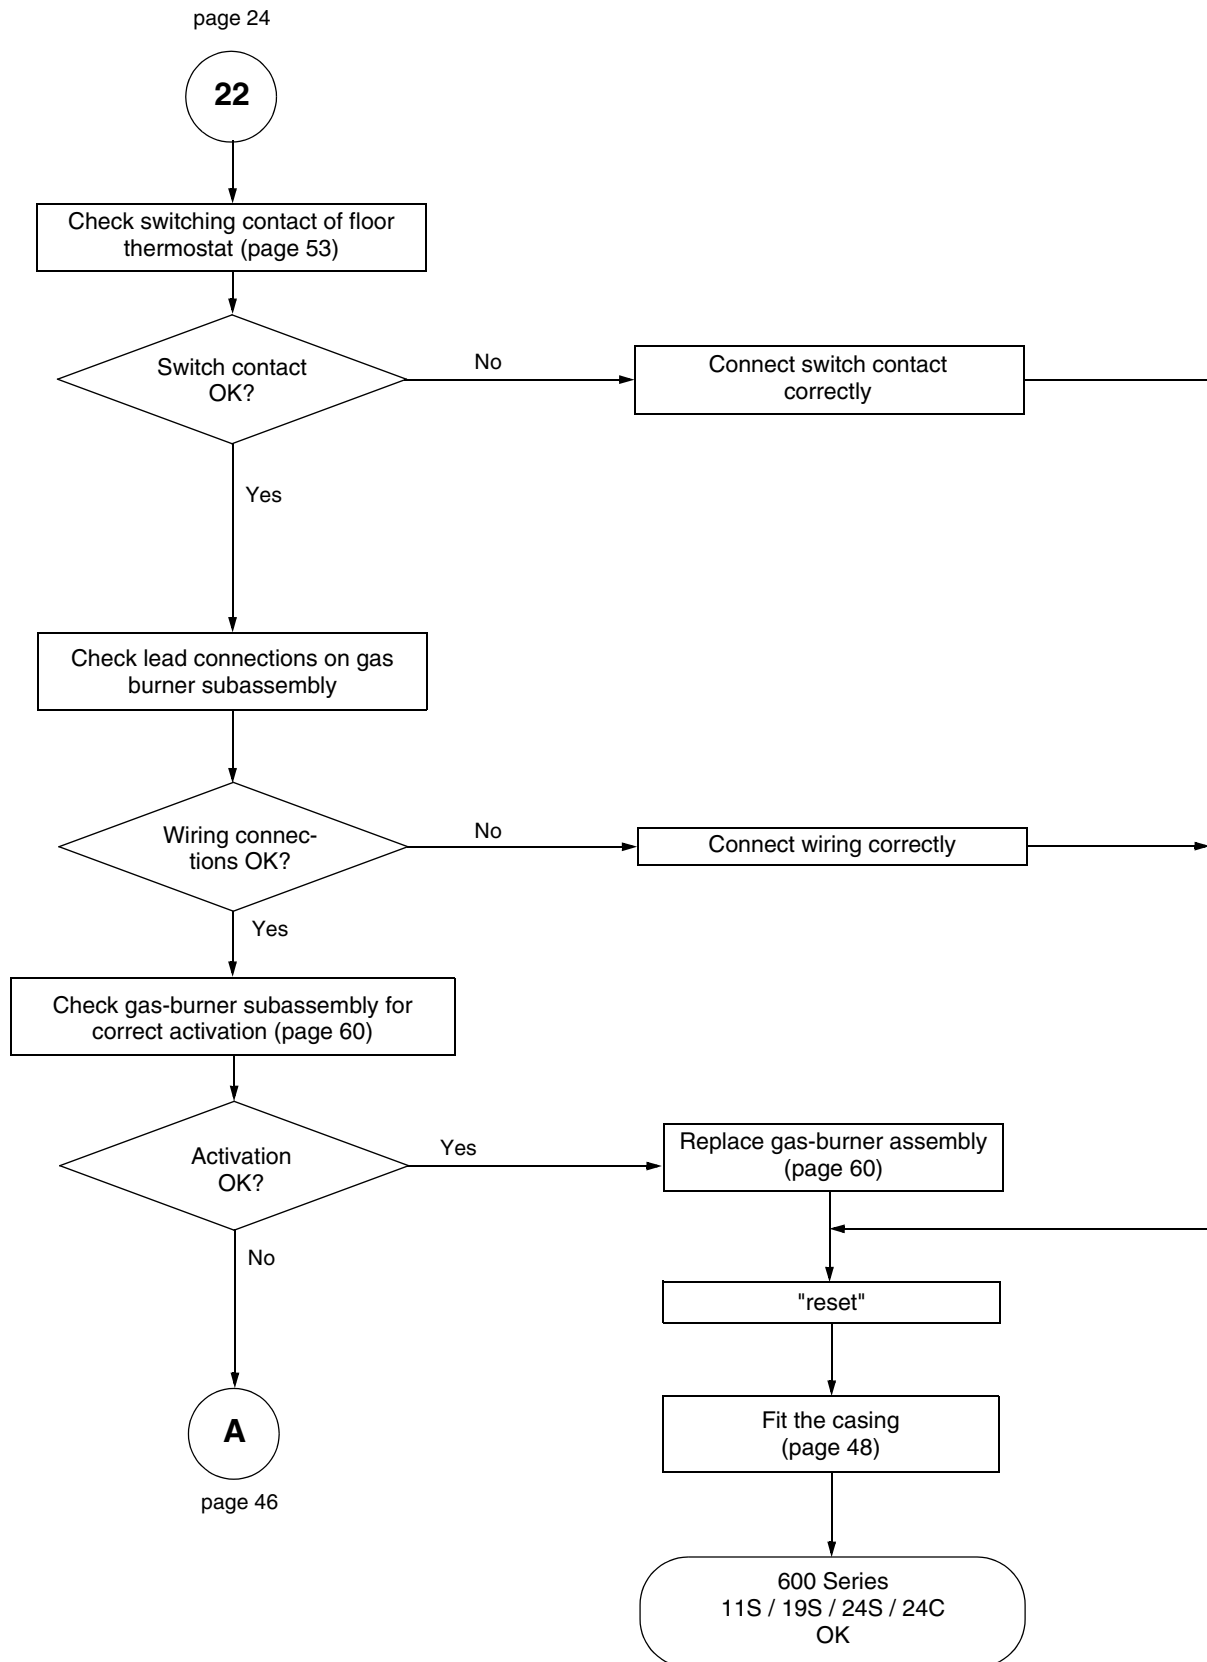 page 24
22
Check switching contact of floor
thermostat (page 53)
Switch contact
OK?
No
Connect switch contact
correctly
Yes
Check lead connections on gas
burner subassembly
Wiring connec-
tions OK?
No
Connect wiring correctly
Yes
Check gas-burner subassembly for
correct activation (page 60)
Activation
OK?
Yes
Replace gas-burner assembly
(page 60)
No
"reset"
A
page 46
Fit the casing
(page 48)
600 Series
11S / 19S / 24S / 24C
OK